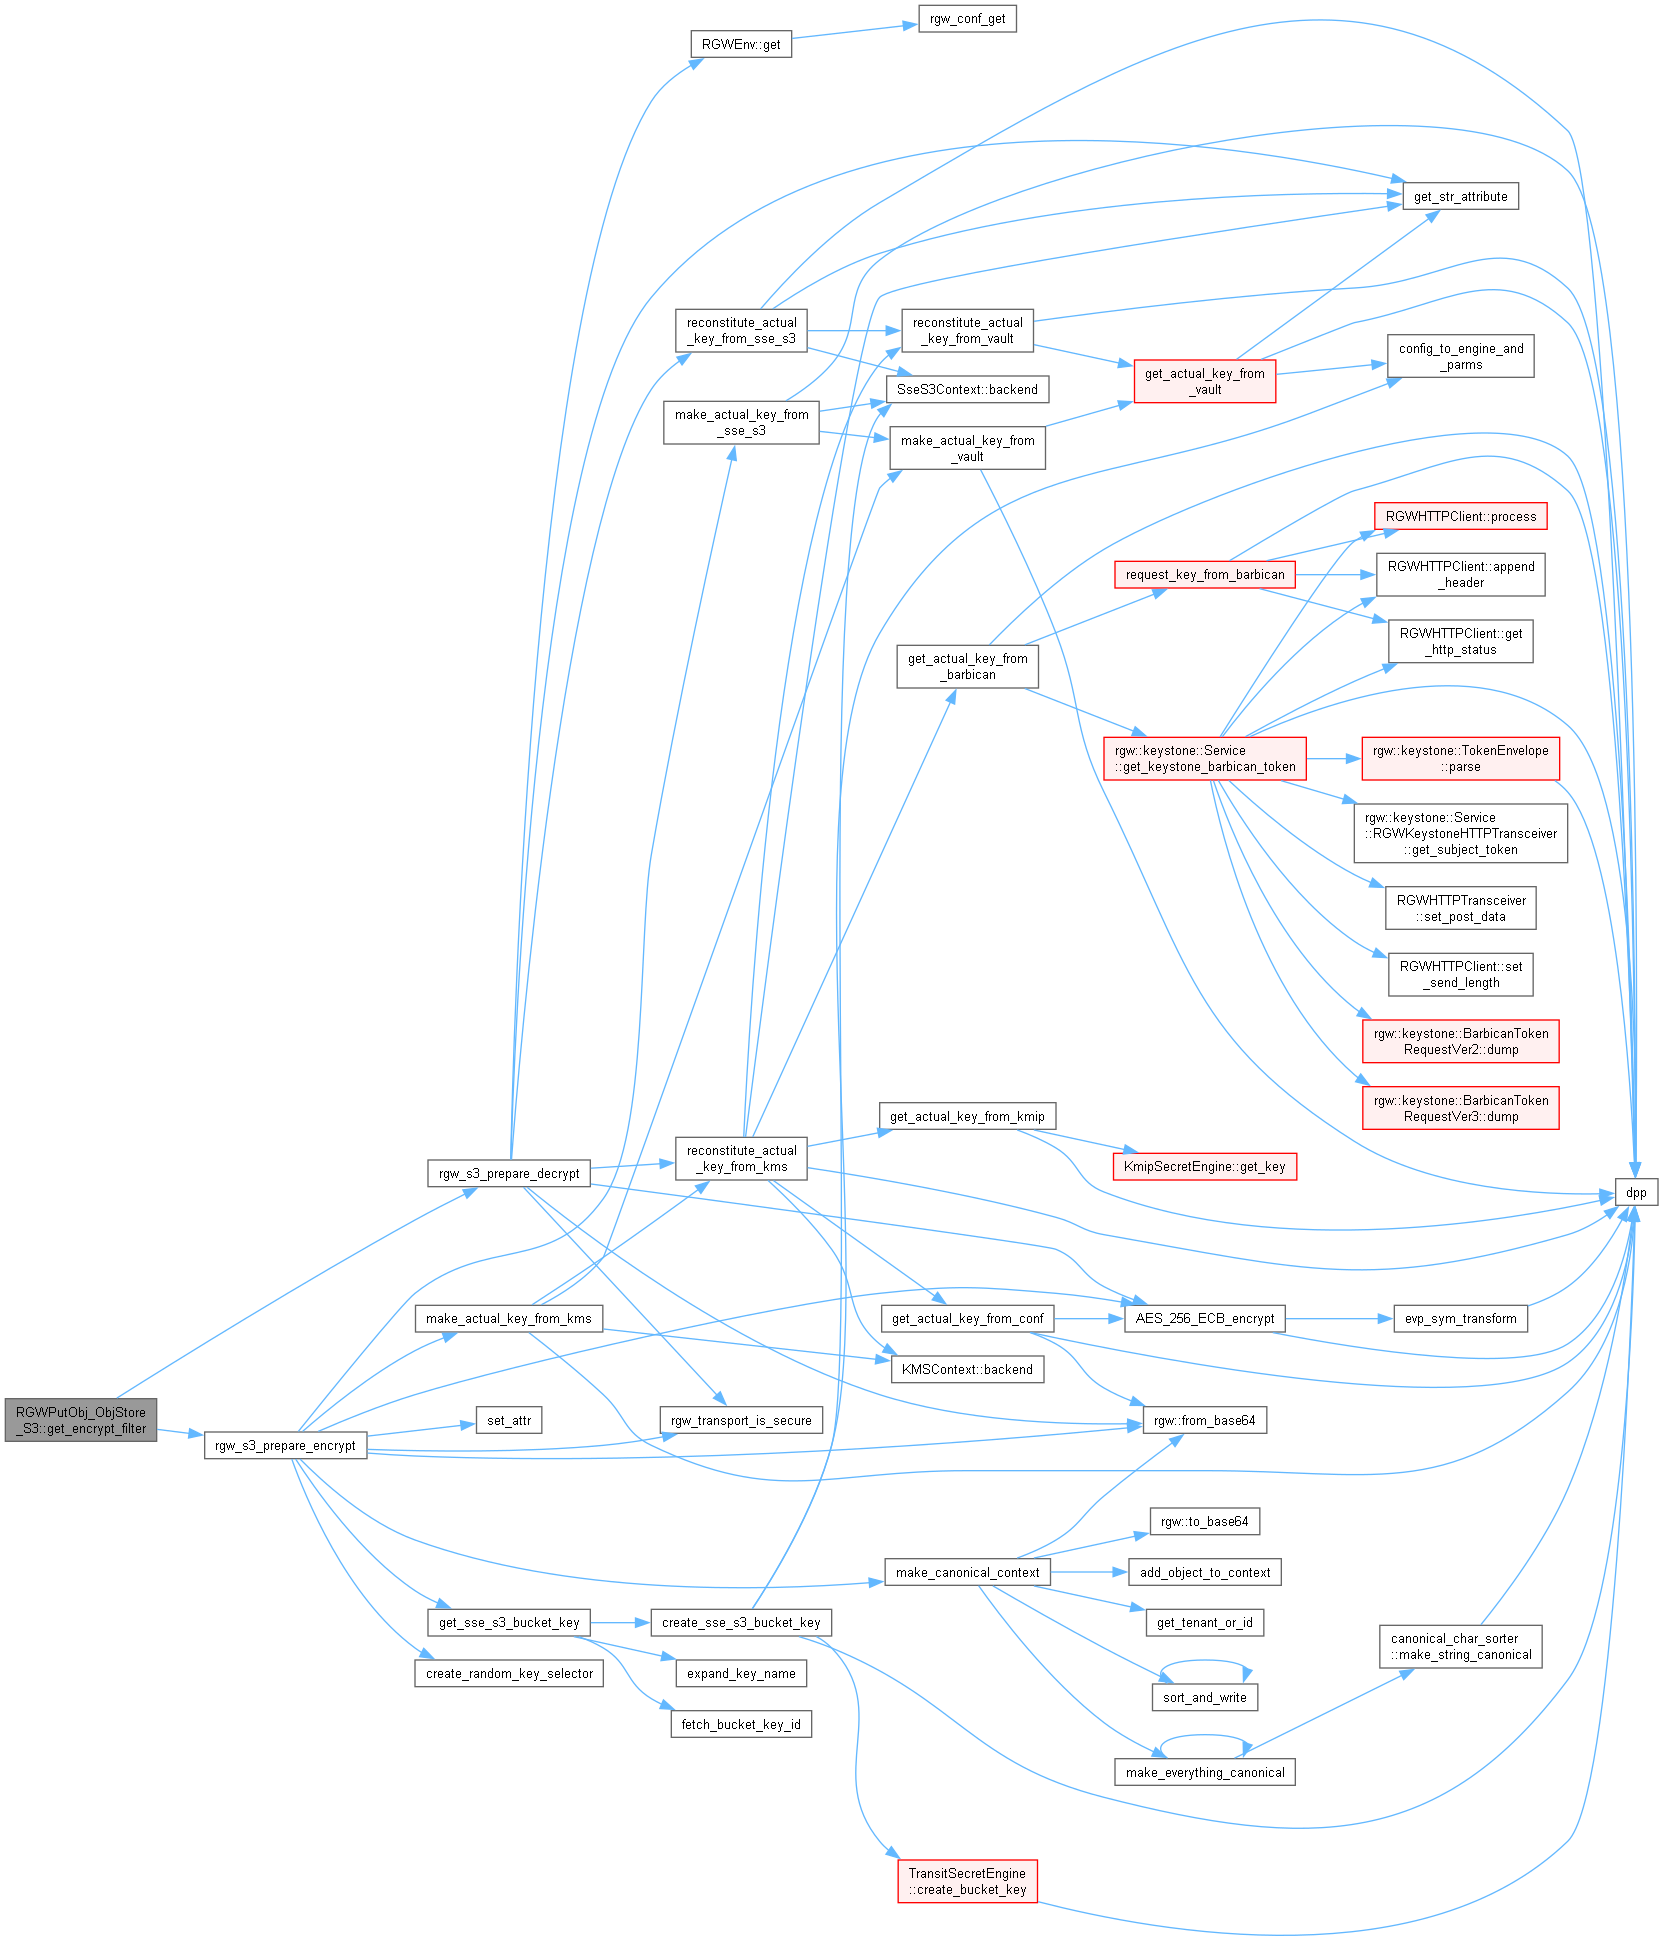 rgw_conf_get
RGWEnv::get
get_str_attribute
reconstitute_actual
_key_from_sse_s3
reconstitute_actual
_key_from_vault
config_to_engine_and
_parms
get_actual_key_from
_vault
SseS3Context::backend
make_actual_key_from
_sse_s3
make_actual_key_from
_vault
RGWHTTPClient::process
RGWHTTPClient::append
_header
request_key_from_barbican
RGWHTTPClient::get
_http_status
get_actual_key_from
_barbican
rgw::keystone::Service
::get_keystone_barbican_token
rgw::keystone::TokenEnvelope
::parse
rgw::keystone::Service
::RGWKeystoneHTTPTransceiver
::get_subject_token
RGWHTTPTransceiver
::set_post_data
RGWHTTPClient::set
_send_length
rgw::keystone::BarbicanToken
RequestVer2::dump
rgw::keystone::BarbicanToken
RequestVer3::dump
get_actual_key_from_kmip
reconstitute_actual
_key_from_kms
KmipSecretEngine::get_key
rgw_s3_prepare_decrypt
dpp
make_actual_key_from_kms
get_actual_key_from_conf
AES_256_ECB_encrypt
evp_sym_transform
KMSContext::backend
RGWPutObj_ObjStore
_S3::get_encrypt_filter
set_attr
rgw_transport_is_secure
rgw::from_base64
rgw_s3_prepare_encrypt
rgw::to_base64
make_canonical_context
add_object_to_context
get_sse_s3_bucket_key
create_sse_s3_bucket_key
get_tenant_or_id
canonical_char_sorter
::make_string_canonical
create_random_key_selector
expand_key_name
sort_and_write
fetch_bucket_key_id
make_everything_canonical
TransitSecretEngine
::create_bucket_key